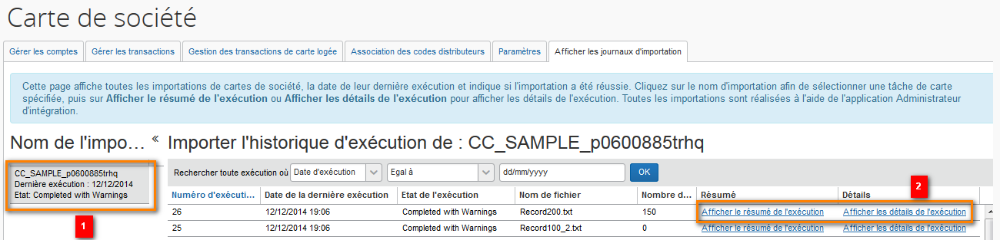 Carte de société
Gérer les comptes Gérer les transactions Gestion des transactions de carte logée Association des codes distributeurs Paramètres Afficher les journaux d'importation
Cette page affiche toutes les importations de cartes de société, la date de leur dernière exécution et indique si l'importation a été réussie. Cliquez sur le nom d'importation afin de sélectionner une tâche de carte
spécifiée, puis sur Afficher le résumé de l'exécution ou Afficher les détails de l'exécution pour afficher les détails de l'exécution. Toutes les importations sont réalisées à l'aide de l'application Administrateur
d'intégration.
Nom de l'impo... « Importer l'historique d'exécution de : CC_SAMPLE_p0600885trhq
CC_SAMPLE_p0600885trhq
Dernière exécution : 12/12/2014
Etat: Completed with Warnings
1
Rechercher toute exécution où Date d'exécution Egal à dd/mm/yyyy OK
2
Numéro d'exécuti... Date de la dernière exécution Etat de l'exécution Nom de fichier Nombre d... Résumé Détails
26 12/12/2014 19:06 Completed with Warnings Record200.txt 150 Afficher le résumé de l'exécution Afficher les détails de l'exécution
25 12/12/2014 19:06 Completed with Warnings Record100_2.txt 0 Afficher le résumé de l'exécution Afficher les détails de l'exécution